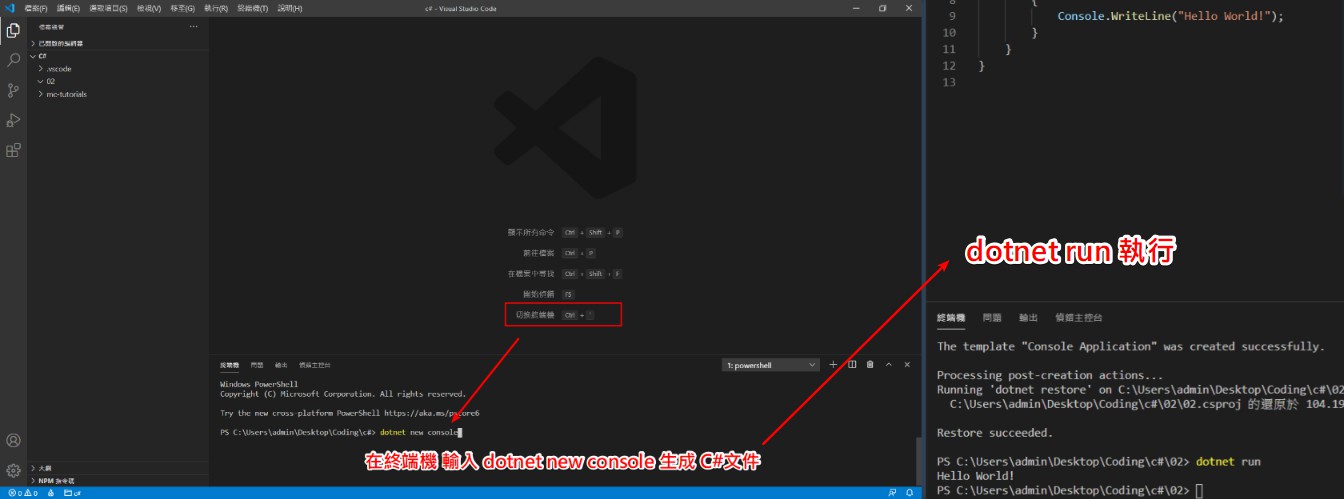 檔案(F) 編輯(E) 選取項目(S) 檢視(V) 移至(G) 執行(R) 終端機(T) 說明(H)
c# - Visual Studio Code
檔案總管
已開啟的編輯器
C#
.vscode
02
mc-tutorials
顯示所有命令 Ctrl + Shift + P
前往檔案 Ctrl + P
在檔案中尋找 Ctrl + Shift + F
開始偵錯 F5
切換終端機 Ctrl + `
終端機 問題 輸出 偵錯主控台
1: powershell
Windows PowerShell
Copyright (C) Microsoft Corporation. All rights reserved.
Try the new cross-platform PowerShell https://aka.ms/pscore6
PS C:\Users\admin\Desktop\Coding\c#> dotnet new console
在終端機 輸入 dotnet new console 生成 C#文件
大綱
NPM 指令碼
0 0 c#
8 {
9 Console.WriteLine("Hello World!");
10 }
11 }
12 }
13
dotnet run 執行
終端機 問題 輸出 偵錯主控台
The template "Console Application" was created successfully.
Processing post-creation actions...
Running 'dotnet restore' on C:\Users\admin\Desktop\Coding\c#\02
C:\Users\admin\Desktop\Coding\c#\02\02.csproj 的還原於 104.19
Restore succeeded.
PS C:\Users\admin\Desktop\Coding\c#\02> dotnet run
Hello World!
PS C:\Users\admin\Desktop\Coding\c#\02>